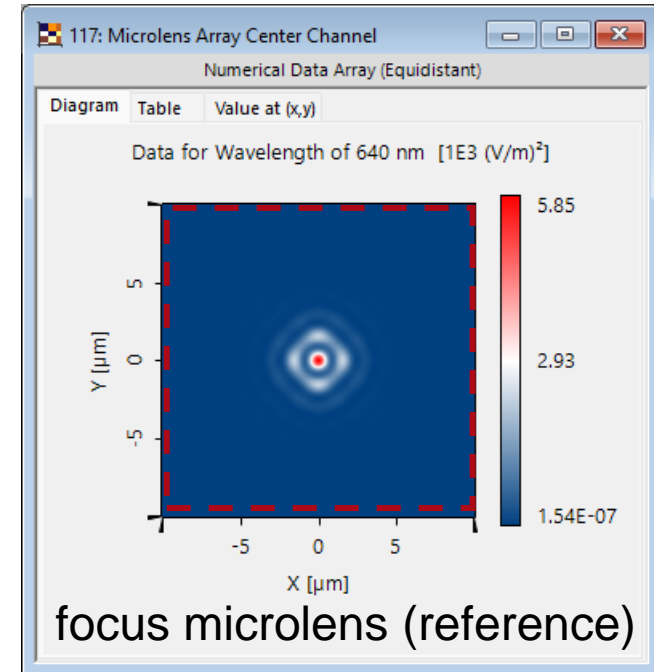 117: Microlens Array Center Channel
Numerical Data Array (Equidistant)
Diagram Table Value at (x,y)
Data for Wavelength of 640 nm [1E3 (V/m)²]
5.85
2.93
1.54E-07
Y [µm]
5
0
-5
-5 0 5
X [µm]
focus microlens (reference)